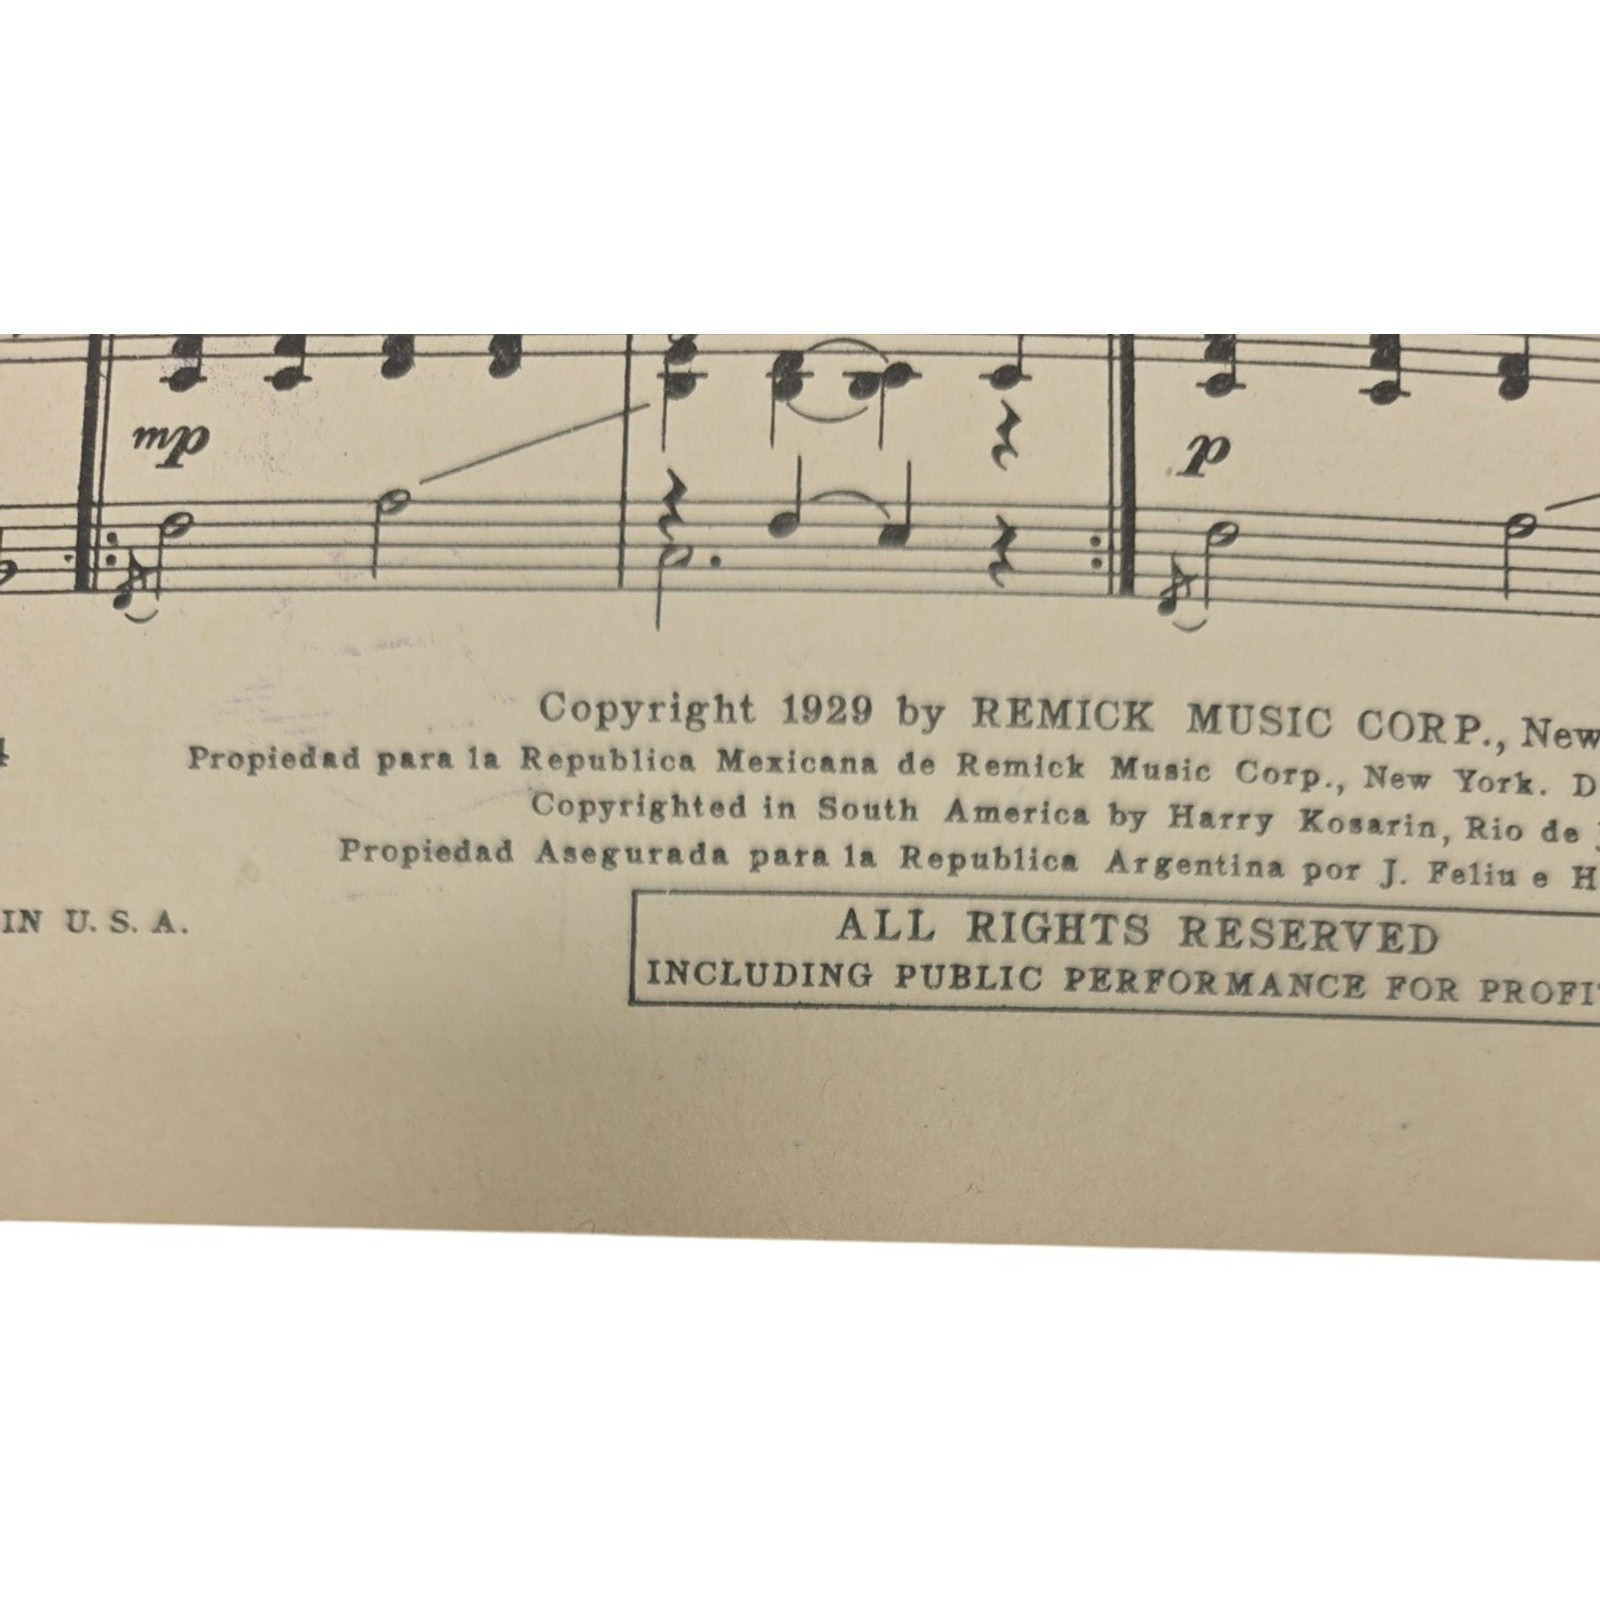 mp
p
Copyright 1929 by REMICK MUSIC CORP., New
4
Propiedad para la Republica Mexicana de Remick Music Corp., New York. D
Copyrighted in South America by Harry Kosarin, Rio de J
Propiedad Asegurada para la Republica Argentina por J. Feliu e H
IN U. S. A.
ALL RIGHTS RESERVED
INCLUDING PUBLIC PERFORMANCE FOR PROFIT